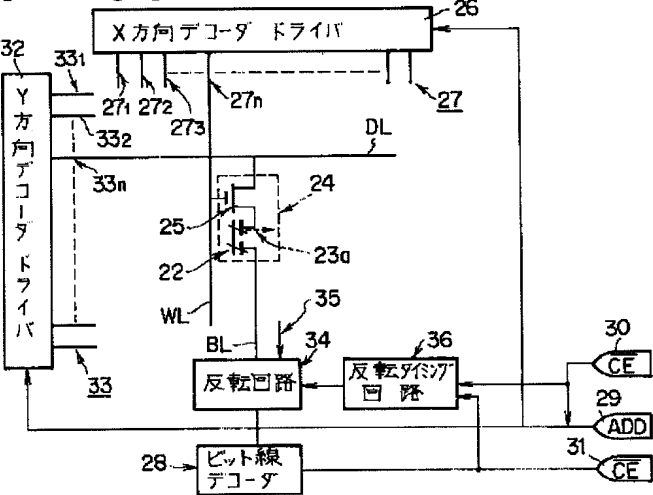 X方向デコーダ ドライバ
26
32
33₁
33₂
33n
Y方向デコーダ ドライバ
27₁
27₂
27₃
27n
27
DL
24
25
23a
22
WL
BL
35
34
反転回路
36
反転タイミング回路
30
C̅E̅
29
ADD
31
C̅E̅
28
ビット線
デコーダ
33